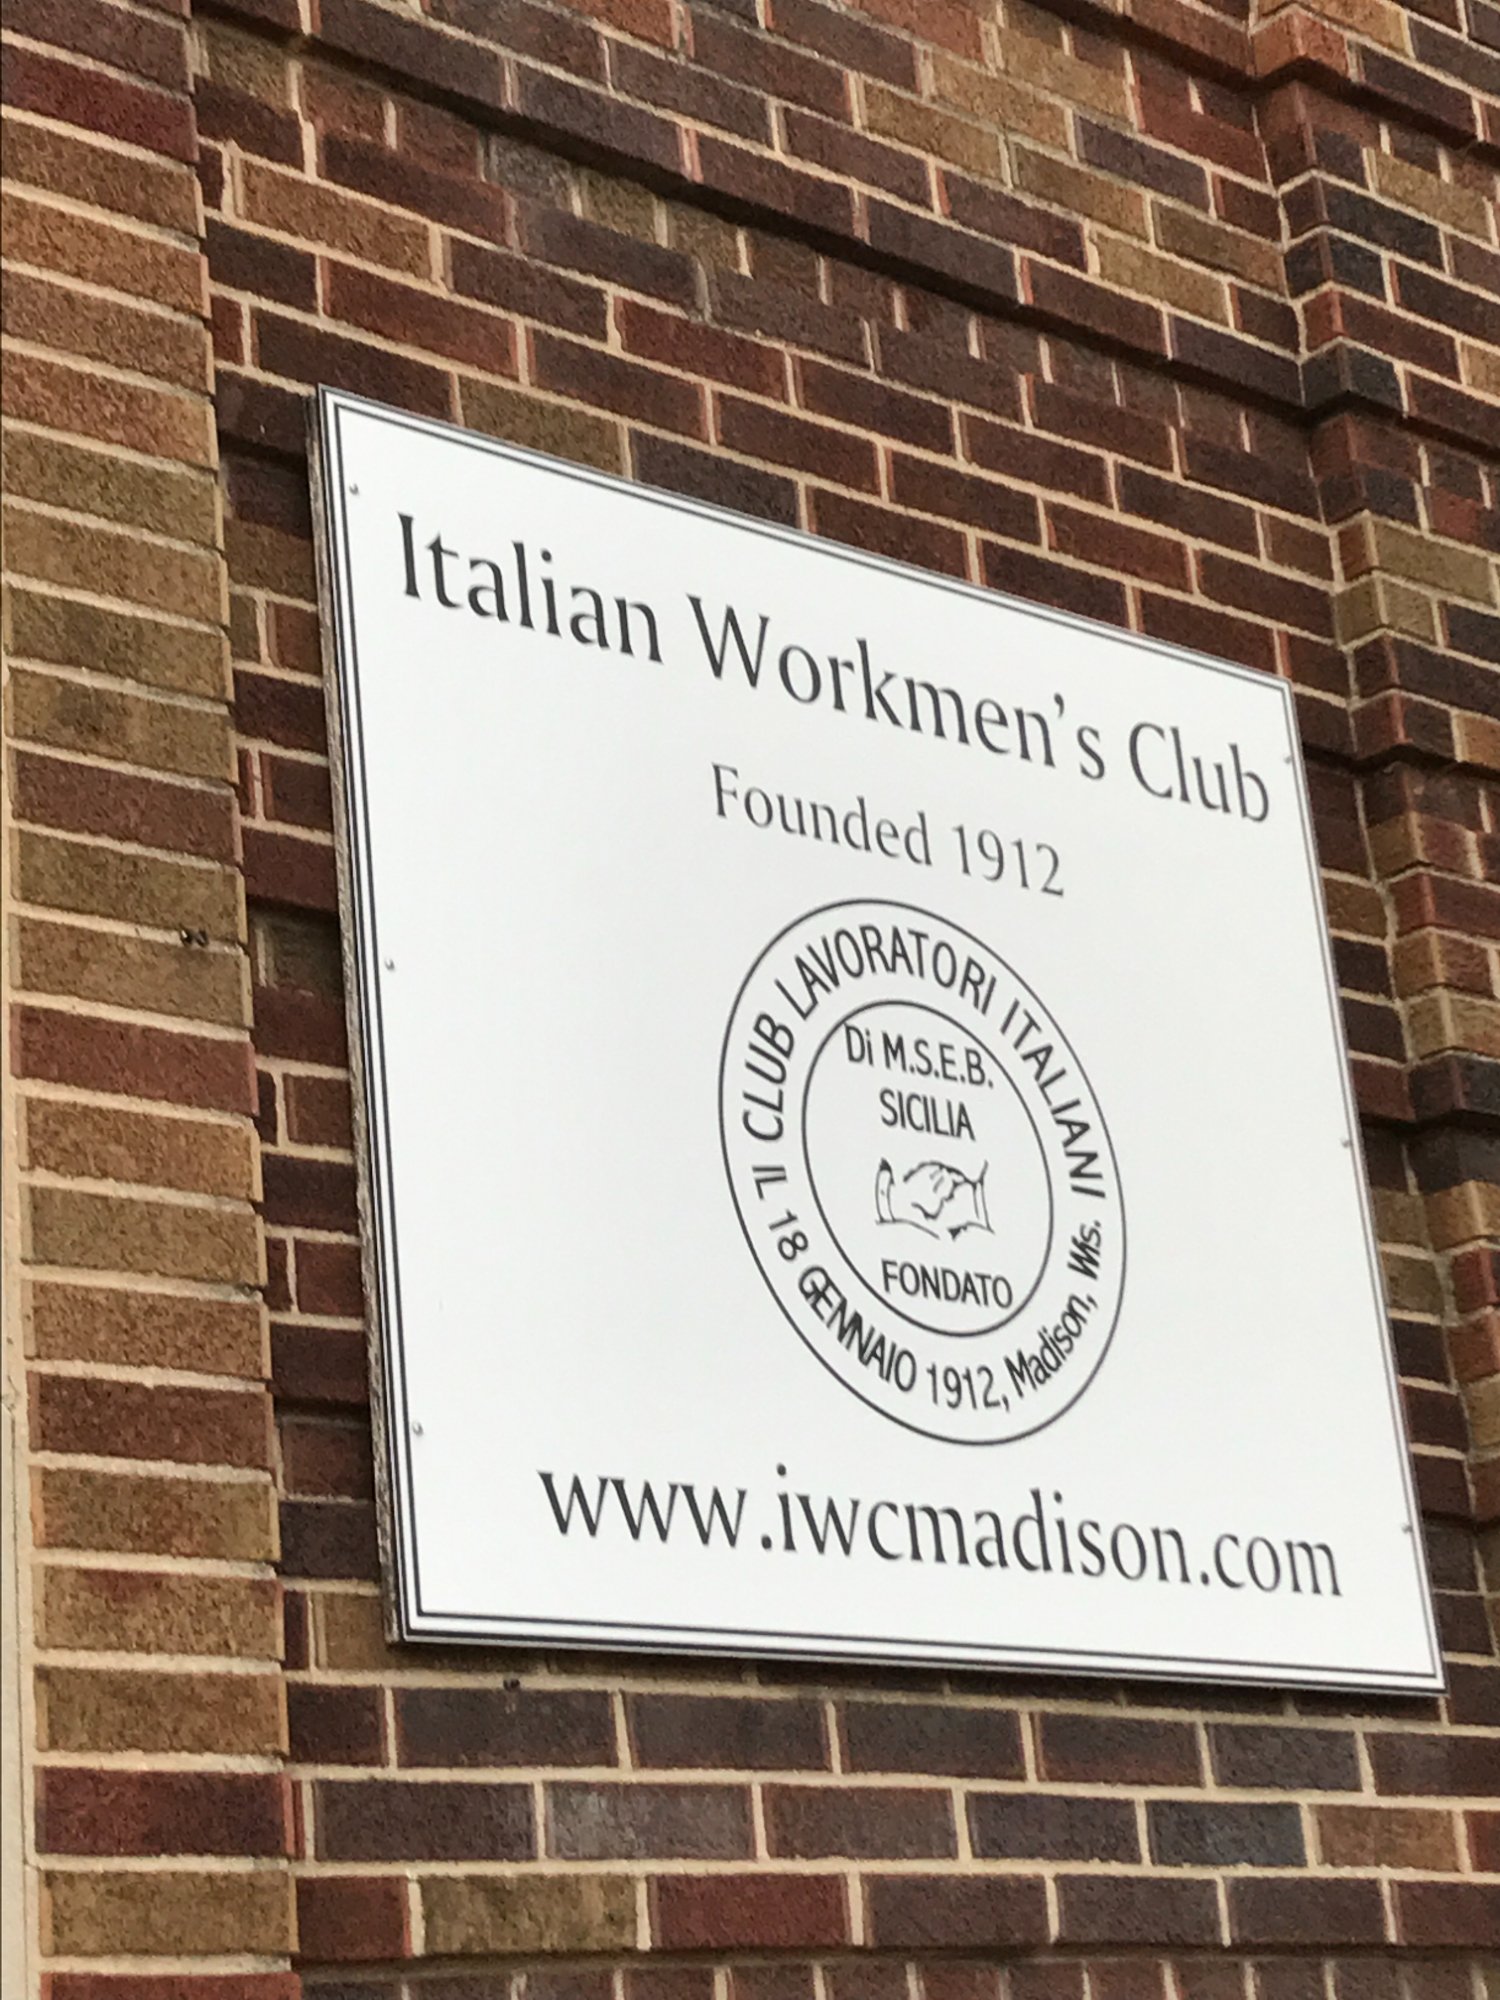 Italian Workmen's Club
Founded 1912
Il CLUB LAVORATORI ITALIANI
Di M.S.E.B.
SICILIA
FONDATO
18 GENNAIO 1912, Madison, Wis.
www.iwcmadison.com